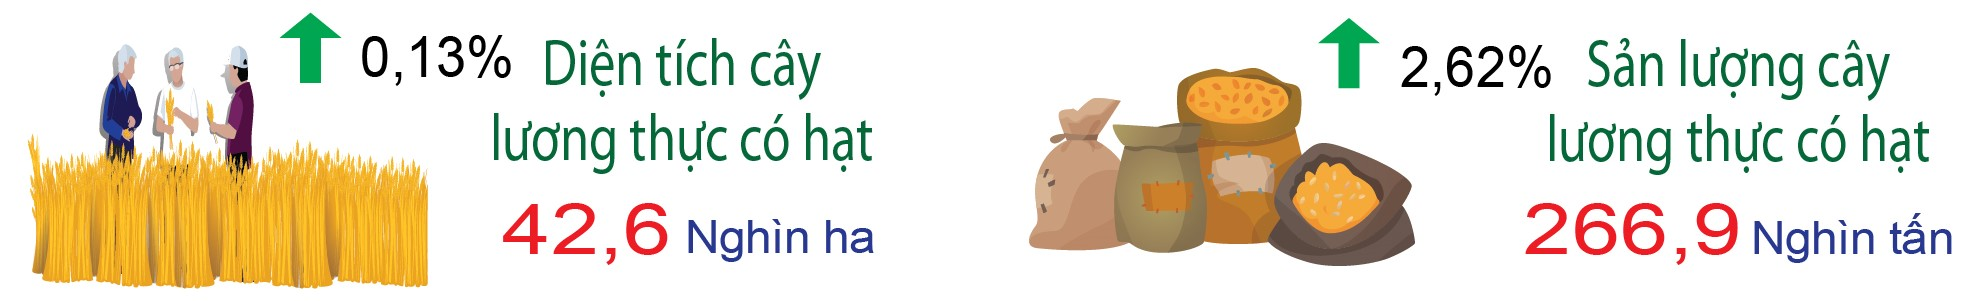 0,13% Diện tích cây
lương thực có hạt
42,6 Nghìn ha
2,62% Sản lượng cây
lương thực có hạt
266,9 Nghìn tấn